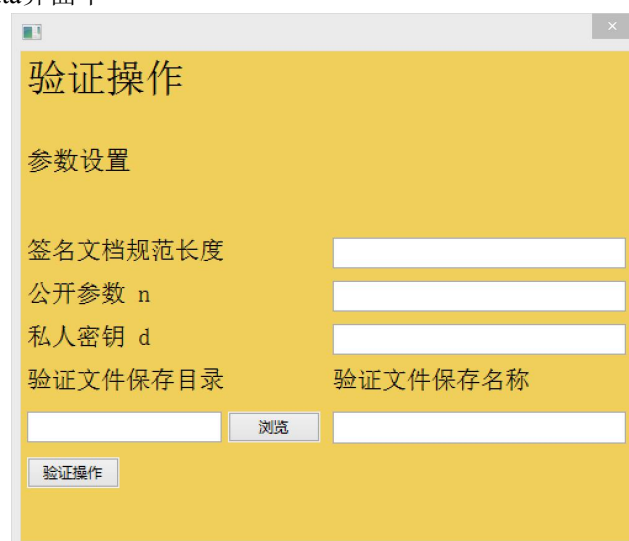 验证操作
参数设置
签名文档规范长度
公开参数 n
私人密钥 d
验证文件保存目录 验证文件保存名称
浏览
验证操作